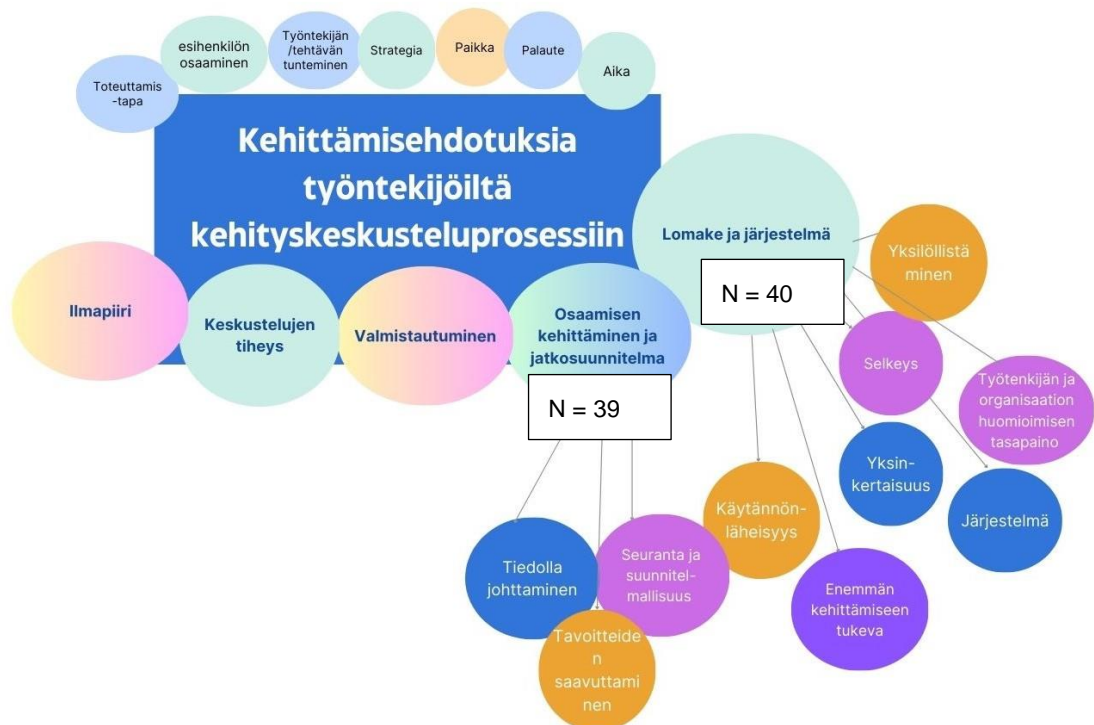 Toteuttamis
-tapa
esihenkilön
osaaminen
Työntekijän
/tehtävän
tunteminen
Strategia
Paikka
Palaute
Aika
Kehittämisehdotuksia
työntekijöiltä
kehityskeskusteluprosessiin
Ilmapiiri
Keskustelujen
tiheys
Valmistautuminen
Osaamisen
kehittäminen ja
jatkosuunnitelma
N = 39
Lomake ja järjestelmä
N = 40
Yksilöllistä
minen
Selkeys
Työtenkijän ja
organisaation
huomioimisen
tasapaino
Yksin-
kertaisuus
Järjestelmä
Käytännön-
läheisyys
Enemmän
kehittämiseen
tukeva
Tiedolla
johttaminen
Seuranta ja
suunnitel-
mallisuus
Tavoitteide
n
saavuttami
nen